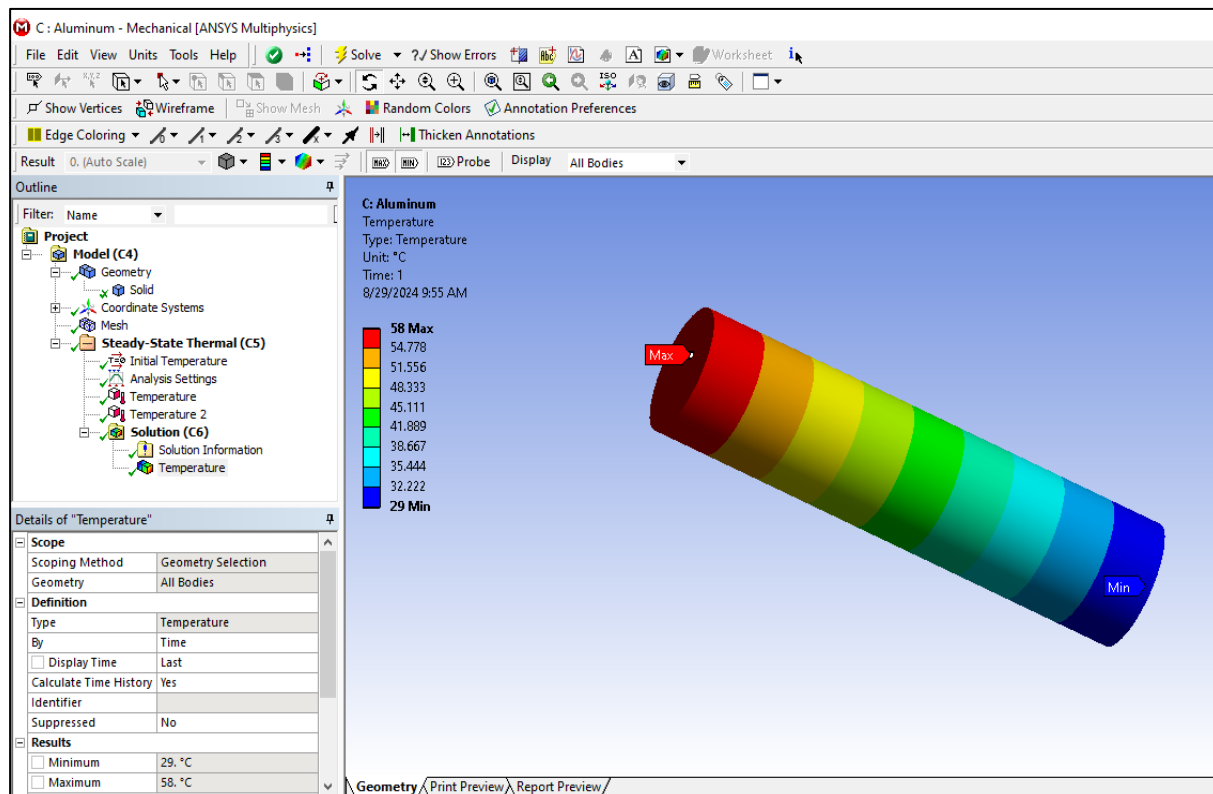 C : Aluminum - Mechanical [ANSYS Multiphysics]
File Edit View Units Tools Help Solve ?/ Show Errors Worksheet
Show Vertices Wireframe Show Mesh Random Colors Annotation Preferences
Edge Coloring Thicken Annotations
Result 0. (Auto Scale) MAX MIN Probe Display All Bodies
Outline
Filter: Name
Project
Model (C4)
Geometry
Solid
Coordinate Systems
Mesh
Steady-State Thermal (C5)
Initial Temperature
Analysis Settings
Temperature
Temperature 2
Solution (C6)
Solution Information
Temperature
Details of "Temperature"
Scope
Scoping Method Geometry Selection
Geometry All Bodies
Definition
Type Temperature
By Time
Display Time Last
Calculate Time History Yes
Identifier
Suppressed No
Results
Minimum 29. °C
Maximum 58. °C
C: Aluminum
Temperature
Type: Temperature
Unit: °C
Time: 1
8/29/2024 9:55 AM
58 Max
54.778
51.556
48.333
45.111
41.889
38.667
35.444
32.222
29 Min
Max
Min
Geometry Print Preview Report Preview